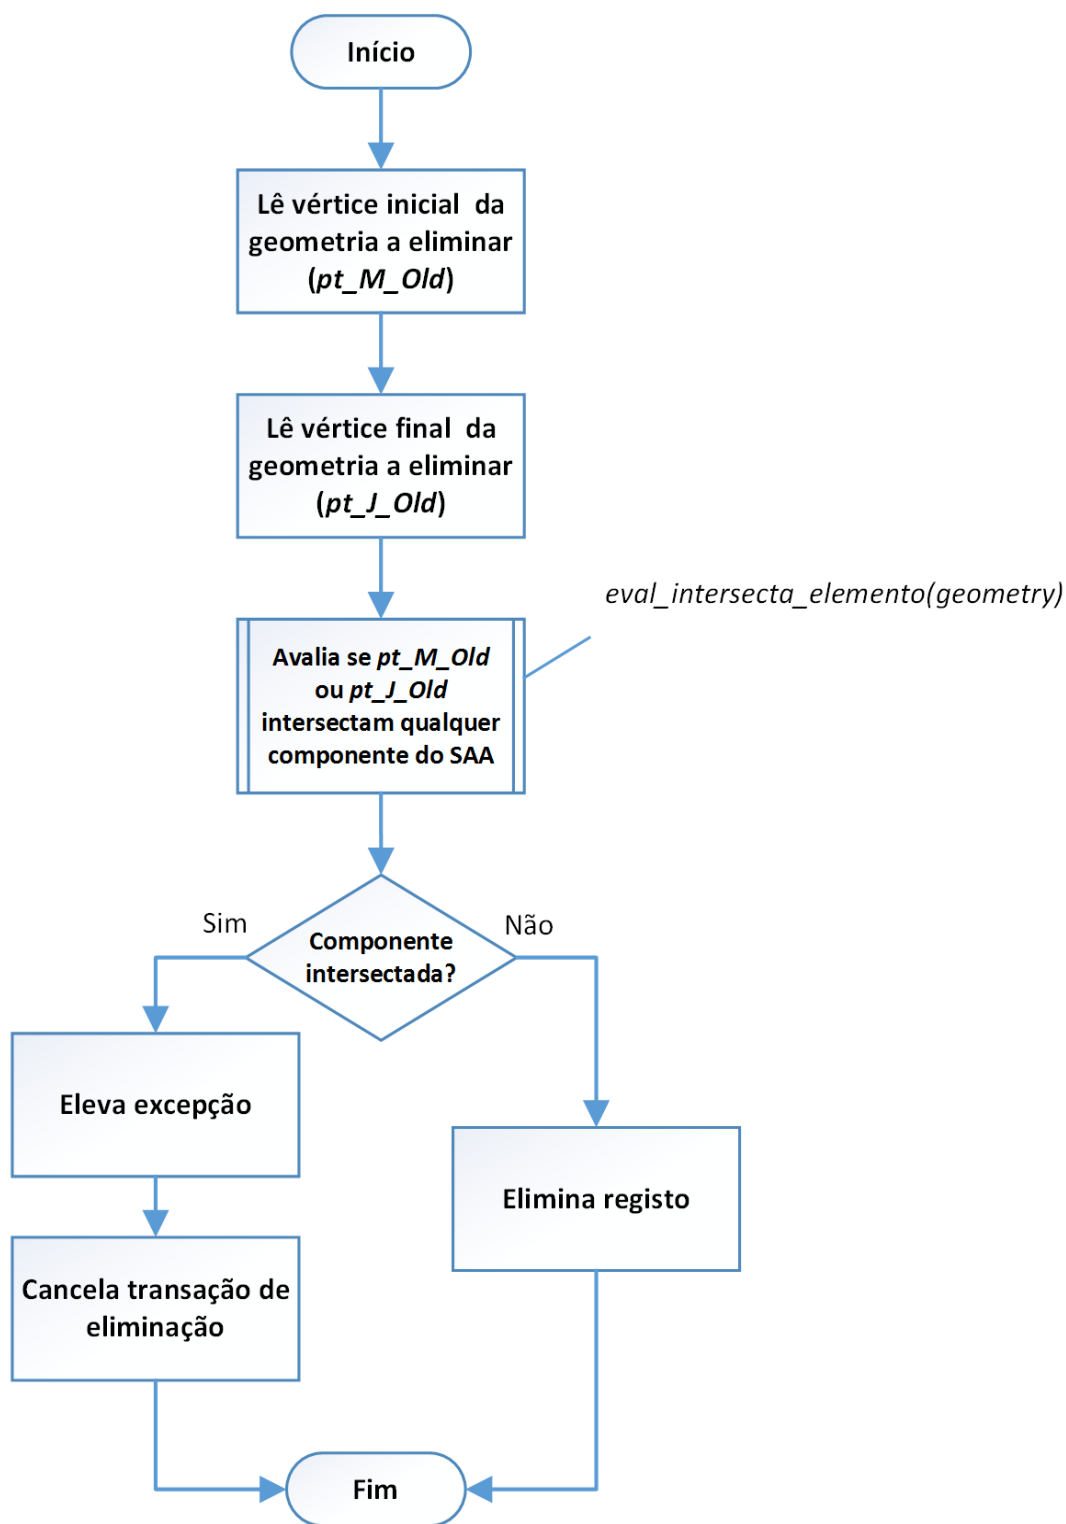 Início
Lê vértice inicial  da
geometria a eliminar
(pt_M_Old)
Lê vértice final  da
geometria a eliminar
(pt_J_Old)
eval_intersecta_elemento(geometry)
Avalia se pt_M_Old
ou pt_J_Old
intersectam qualquer
componente do SAA
Sim
Não
Componente
intersectada?
Eleva excepção
Elimina registo
Cancela transação de
eliminação
Fim